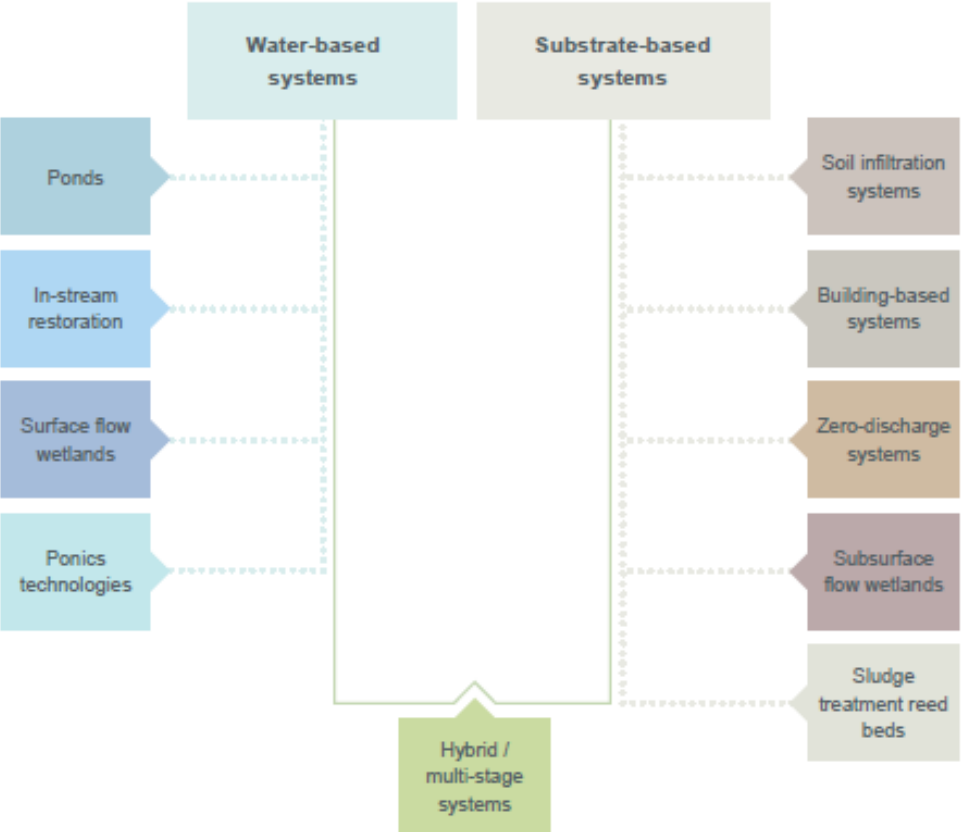 Water-based
systems
Substrate-based
systems
Ponds
In-stream
restoration
Surface flow
wetlands
Ponics
technologies
Soil infiltration
systems
Building-based
systems
Zero-discharge
systems
Subsurface
flow wetlands
Sludge
treatment reed
beds
Hybrid /
multi-stage
systems